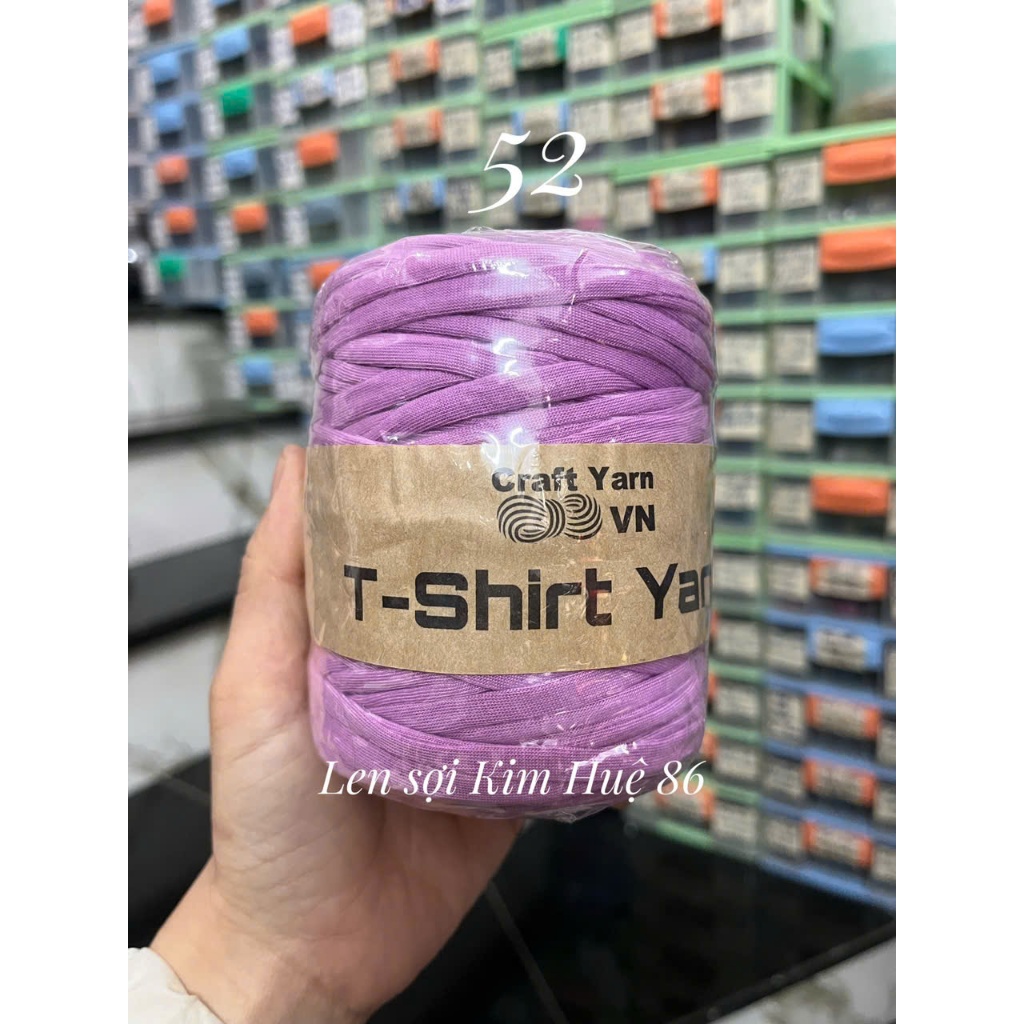 52
Craft Yarn
VN
T-Shirt Yar
Len sợi Kim Huệ 86